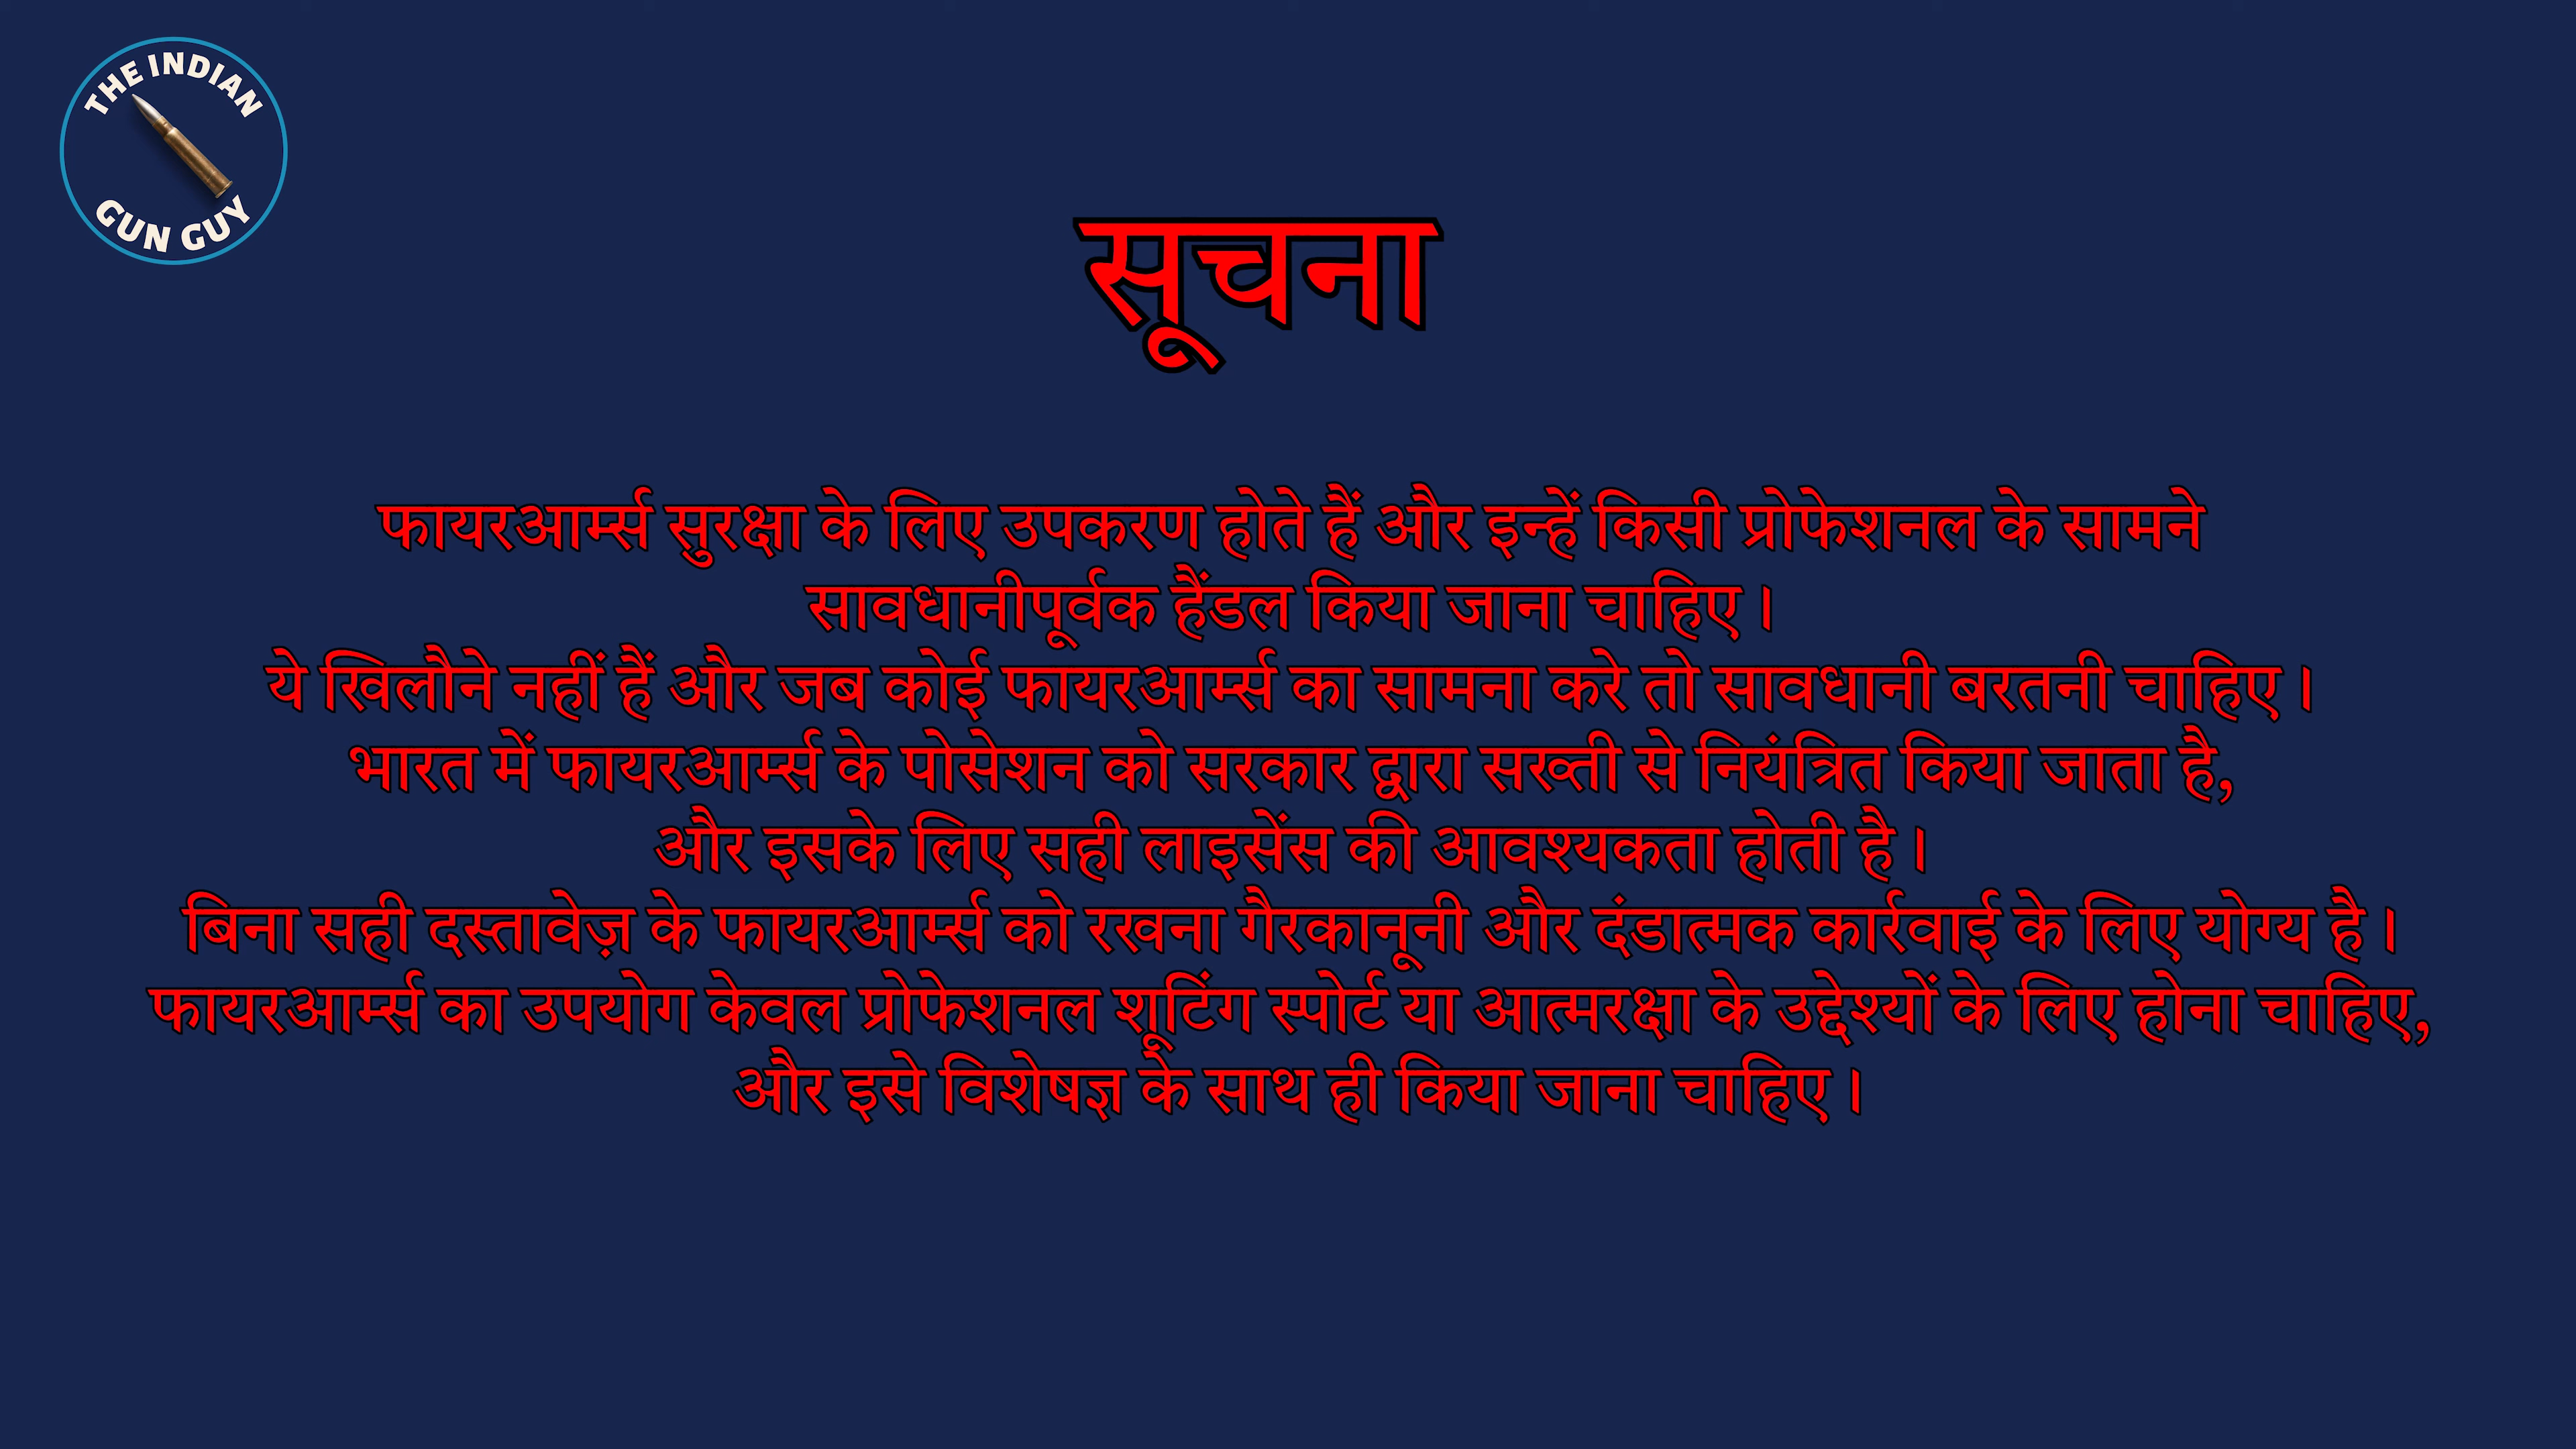 THE INDIAN
GUN GUY
सूचना
फायरआर्म्स सुरक्षा के लिए उपकरण होते हैं और इन्हें किसी प्रोफेशनल के सामने
सावधानीपूर्वक हैंडल किया जाना चाहिए।
ये खिलौने नहीं हैं और जब कोई फायरआर्म्स का सामना करे तो सावधानी बरतनी चाहिए।
भारत में फायरआर्म्स के पोसेशन को सरकार द्वारा सख्ती से नियंत्रित किया जाता है,
और इसके लिए सही लाइसेंस की आवश्यकता होती है।
बिना सही दस्तावेज़ के फायरआर्म्स को रखना गैरकानूनी और दंडात्मक कार्रवाई के लिए योग्य है।
फायरआर्म्स का उपयोग केवल प्रोफेशनल शूटिंग स्पोर्ट या आत्मरक्षा के उद्देश्यों के लिए होना चाहिए,
और इसे विशेषज्ञ के साथ ही किया जाना चाहिए।